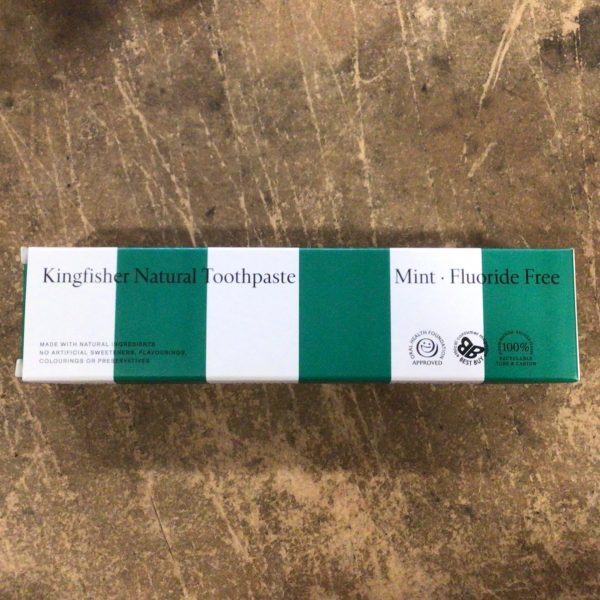 Kingfisher Natural Toothpaste
Mint · Fluoride Free
MADE WITH NATURAL INGREDIENTS
NO ARTIFICIAL SWEETENERS, FLAVOURINGS,
COLOURINGS OR PRESERVATIVES
ORAL HEALTH FOUNDATION
APPROVED
consumer
BEST BUY
100%
RECYCLABLE
TUBE & CARTON